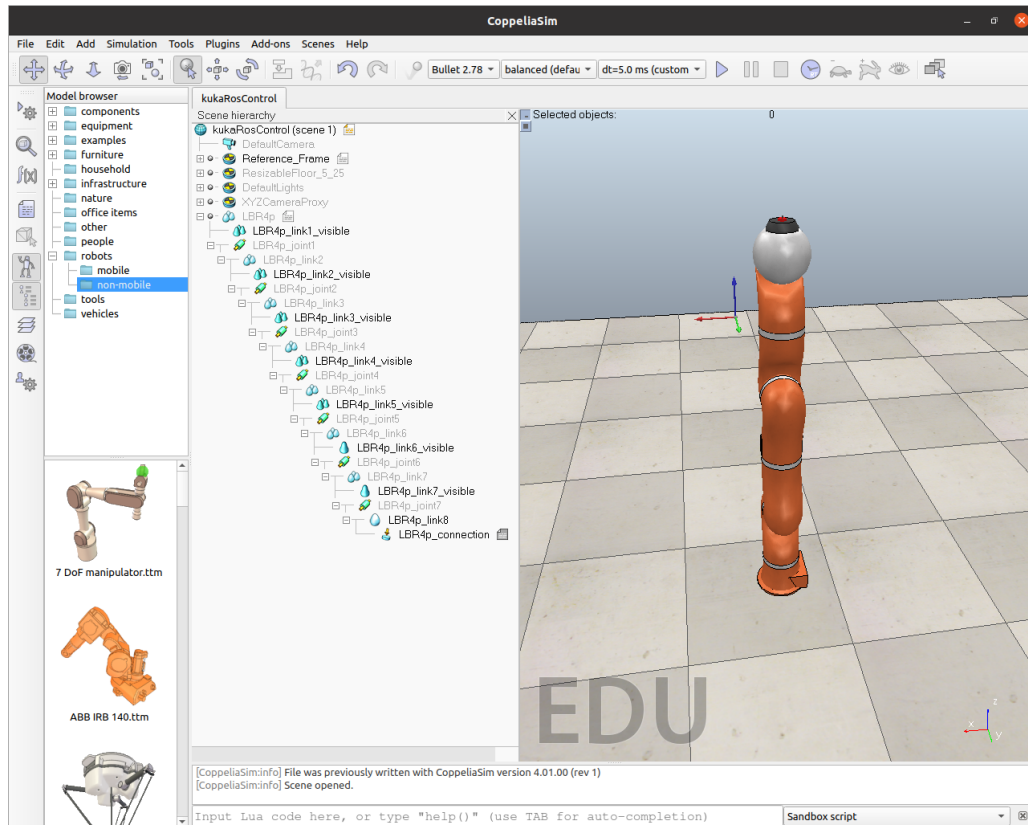 CoppeliaSim
File Edit Add Simulation Tools Plugins Add-ons Scenes Help
Bullet 2.78 balanced (defau dt=5.0 ms (custom
Model browser
components
equipment
examples
furniture
household
infrastructure
nature
office items
other
people
robots
mobile
non-mobile
tools
vehicles
7 DoF manipulator.ttm
ABB IRB 140.ttm
kukaRosControl
Scene hierarchy
kukaRosControl (scene 1)
DefaultCamera
Reference_Frame
ResizableFloor_5_25
DefaultLights
XYZCameraProxy
LBR4p
LBR4p_link1_visible
LBR4p_joint1
LBR4p_link2
LBR4p_link2_visible
LBR4p_joint2
LBR4p_link3
LBR4p_link3_visible
LBR4p_joint3
LBR4p_link4
LBR4p_link4_visible
LBR4p_joint4
LBR4p_link5
LBR4p_link5_visible
LBR4p_joint5
LBR4p_link6
LBR4p_link6_visible
LBR4p_joint6
LBR4p_link7
LBR4p_link7_visible
LBR4p_joint7
LBR4p_link8
LBR4p_connection
Selected objects: 0
EDU
z
x
y
[CoppeliaSim:info] File was previously written with CoppeliaSim version 4.01.00 (rev 1)
[CoppeliaSim:info] Scene opened.
Input Lua code here, or type "help()" (use TAB for auto-completion)
Sandbox script
f(x)